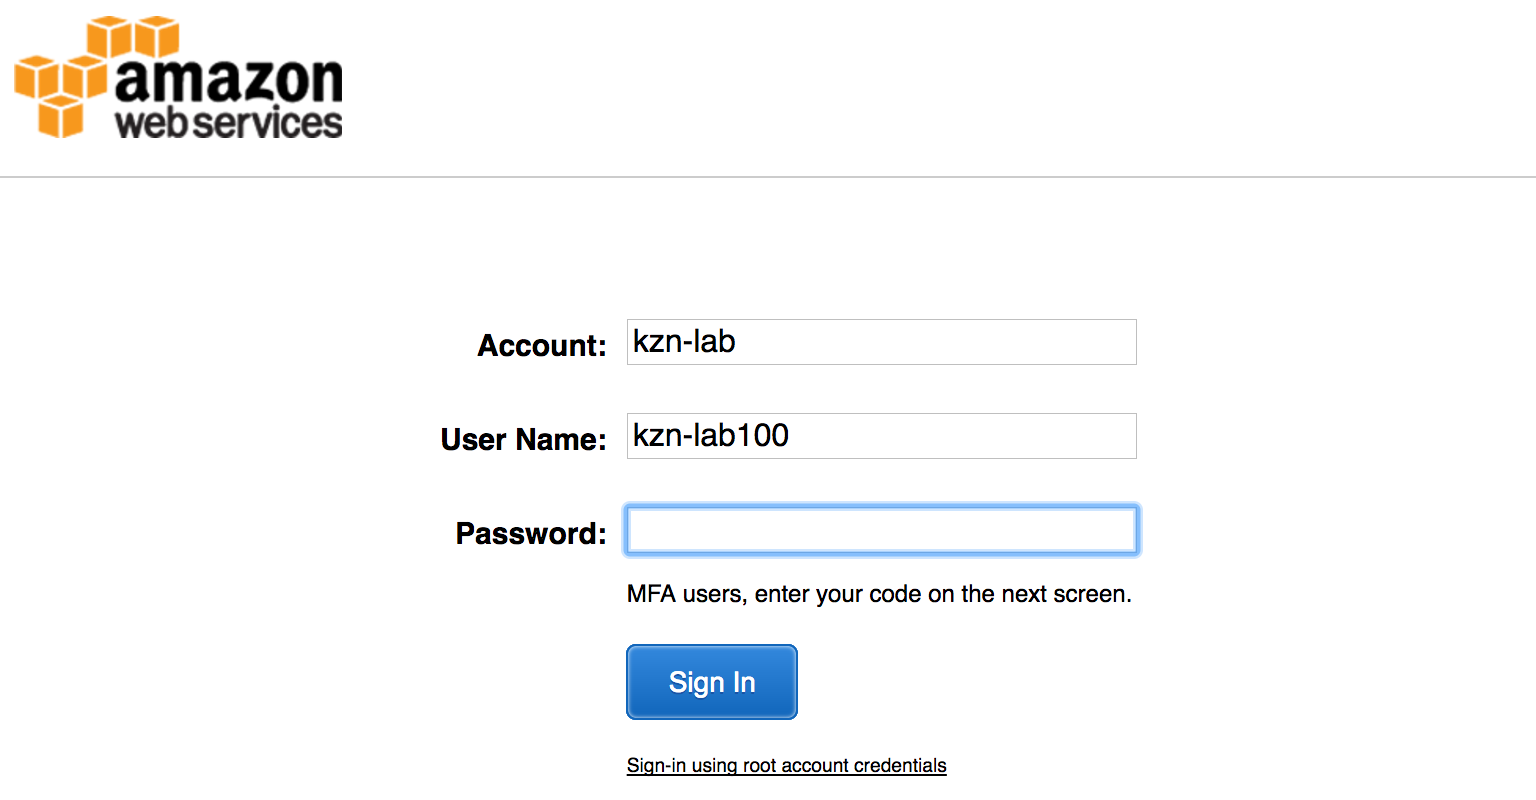 amazon
web services
Account: kzn-lab
User Name: kzn-lab100
Password:
MFA users, enter your code on the next screen.
Sign In
Sign-in using root account credentials